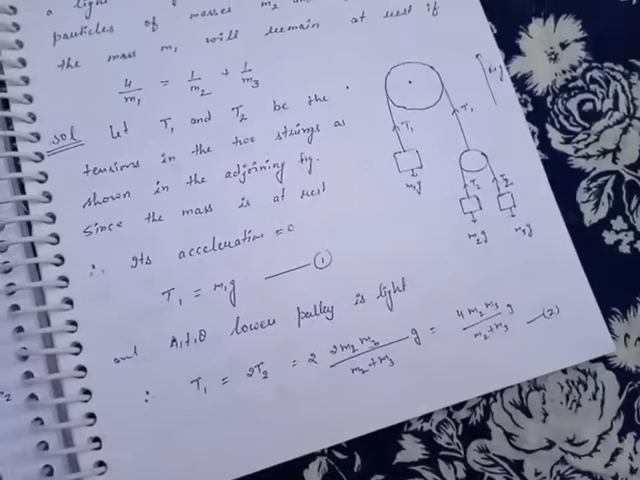 a light
particles of masses m₂
the mass m₁ will remain at rest if
4/m₁ = 1/m₂ + 1/m₃
sol Let T₁ and T₂ be the
tensions in the two strings as
shown in the adjoining fig.
Since the mass is at rest
∴ Its acceleration = 0
T₁ = m₁g — ①
and lower pulley is light
∴ T₁ = 2T₂ = 2 2m₂m₃/m₂+m₃ g = 4m₂m₃/m₂+m₃ g — (2)
T₁
T₁
m₁g
T₂
T₂
m₂g
m₃g